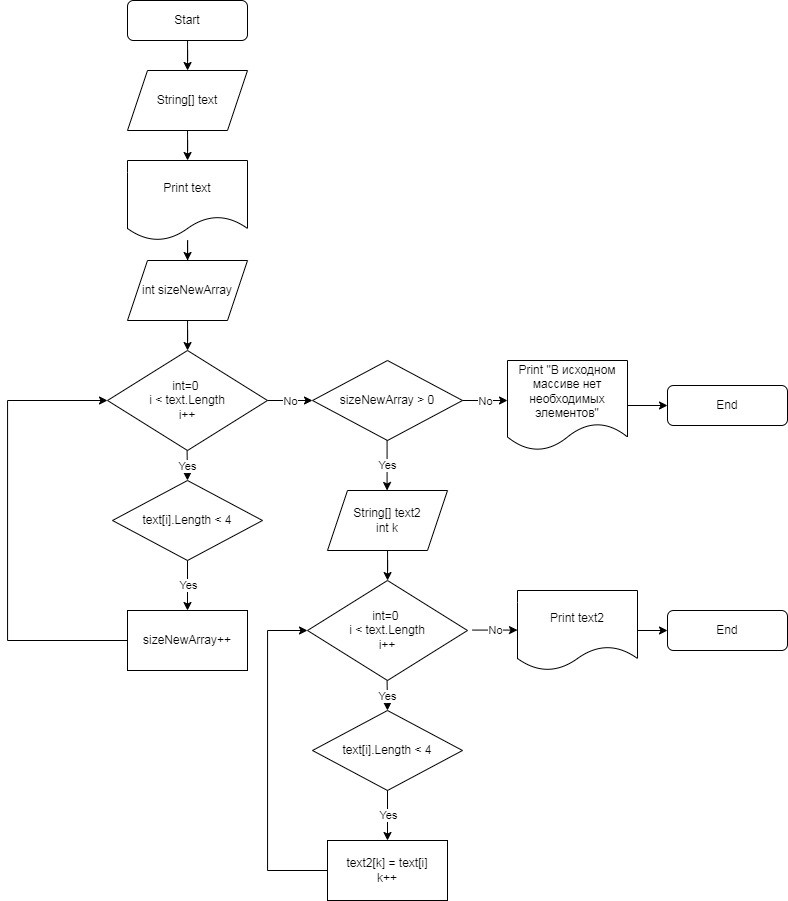 Start
String[] text
Print text
int sizeNewArray
int=0
i < text.Length
i++
No
sizeNewArray > 0
No
Print "В исходном
массиве нет
необходимых
элементов"
End
Yes
text[i].Length < 4
Yes
sizeNewArray++
Yes
String[] text2
int k
int=0
i < text.Length
i++
No
Print text2
End
Yes
text[i].Length < 4
Yes
text2[k] = text[i]
k++